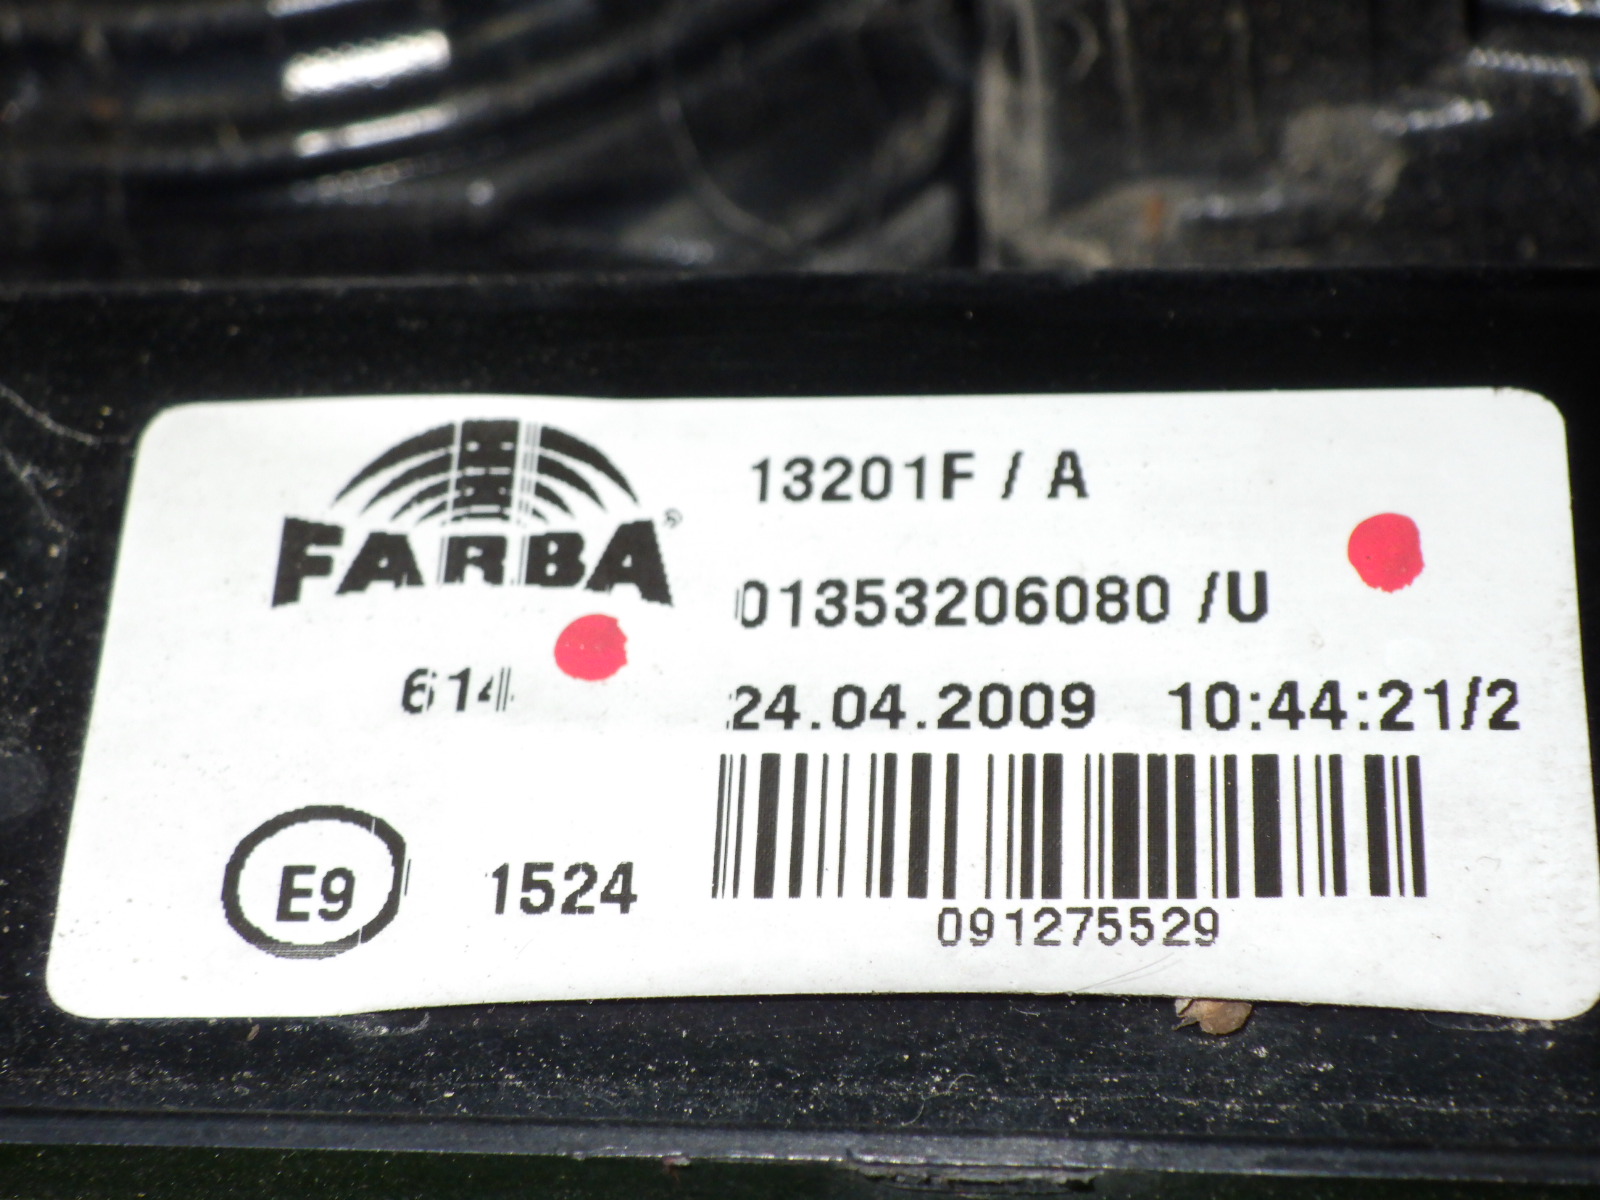 FARBA®
13201F / A
01353206080 /U
614
24.04.2009 10:44:21/2
E9
1524
091275529